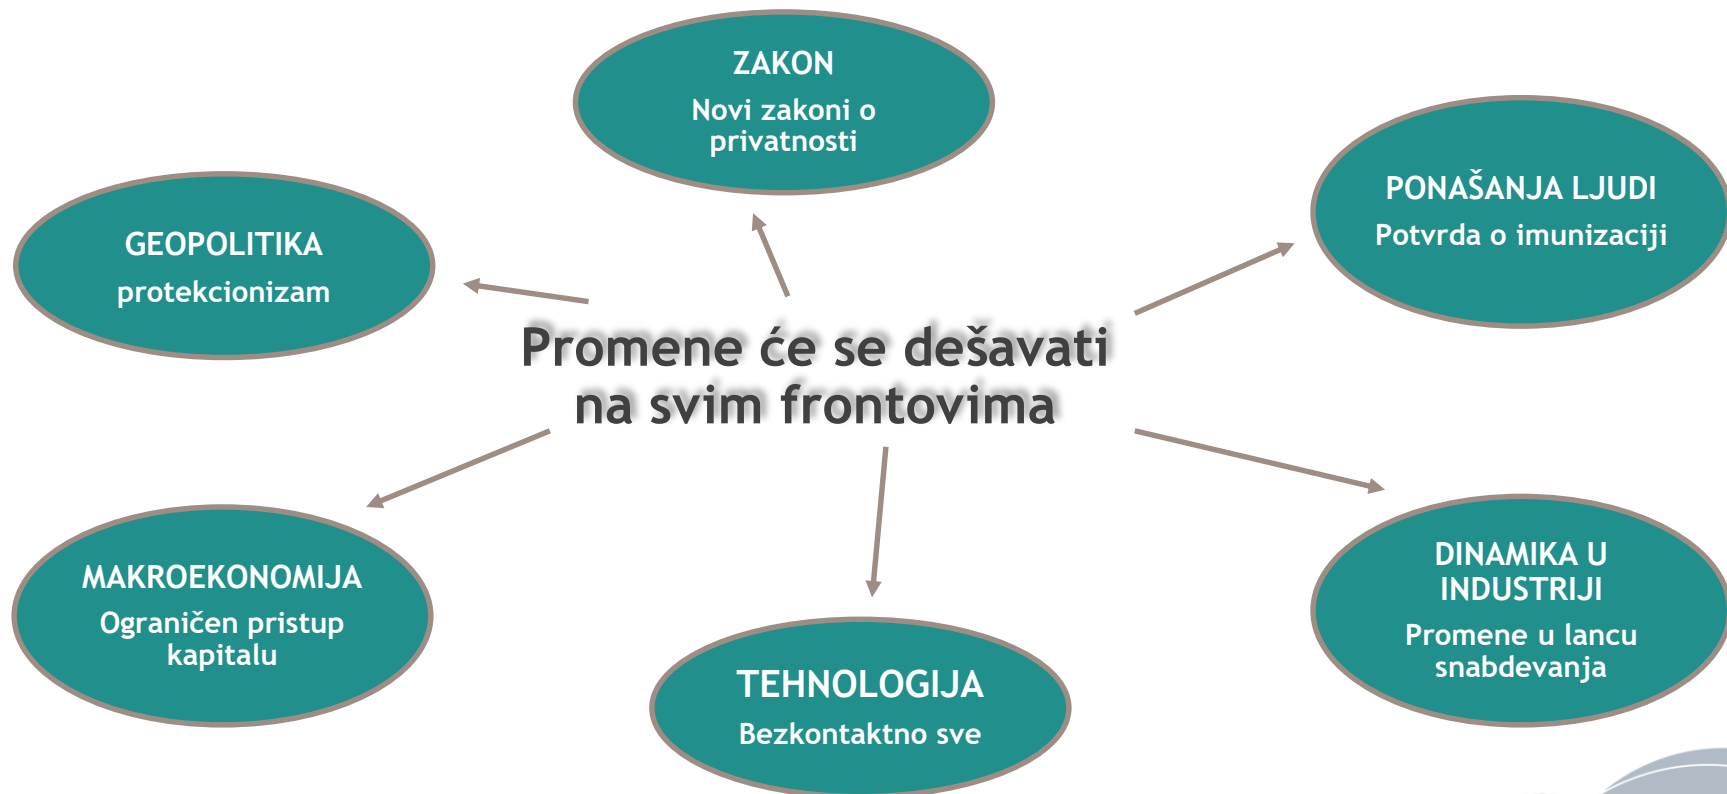 ZAKON
Novi zakoni o
privatnosti
PONAŠANJA LJUDI
Potvrda o imunizaciji
GEOPOLITIKA
protekcionizam
Promene će se dešavati
na svim frontovima
MAKROEKONOMIJA
Ograničen pristup
kapitalu
TEHNOLOGIJA
Bezkontaktno sve
DINAMIKA U
INDUSTRIJI
Promene u lancu
snabdevanja